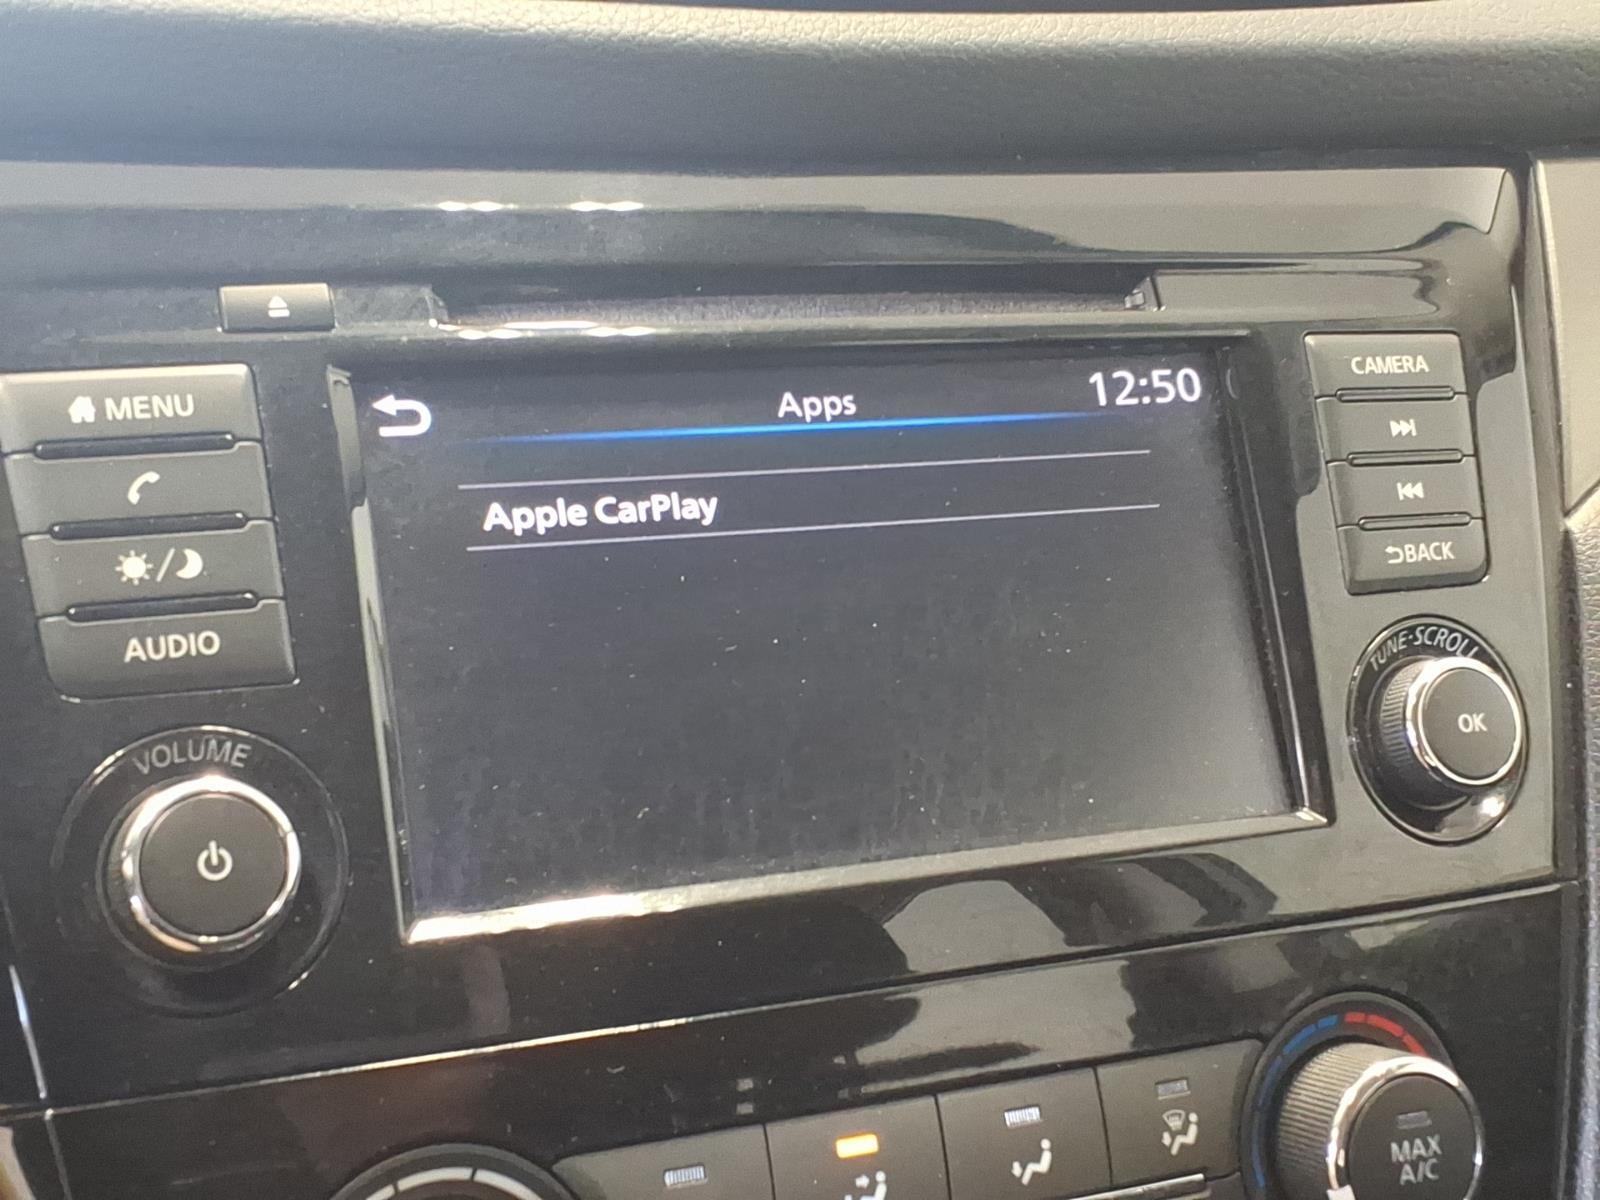 MENU
AUDIO
VOLUME
Apps
12:50
Apple CarPlay
CAMERA
BACK
TUNE·SCROLL
OK
MAX
A/C